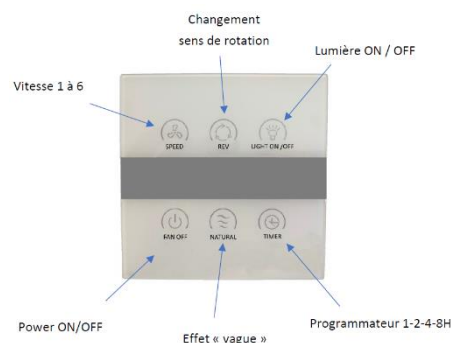 Changement
sens de rotation
Lumière ON / OFF
Vitesse 1 à 6
SPEED
REV
LIGHT ON /OFF
FAN OFF
NATURAL
TIMER
Power ON/OFF
Effet « vague »
Programmateur 1-2-4-8H